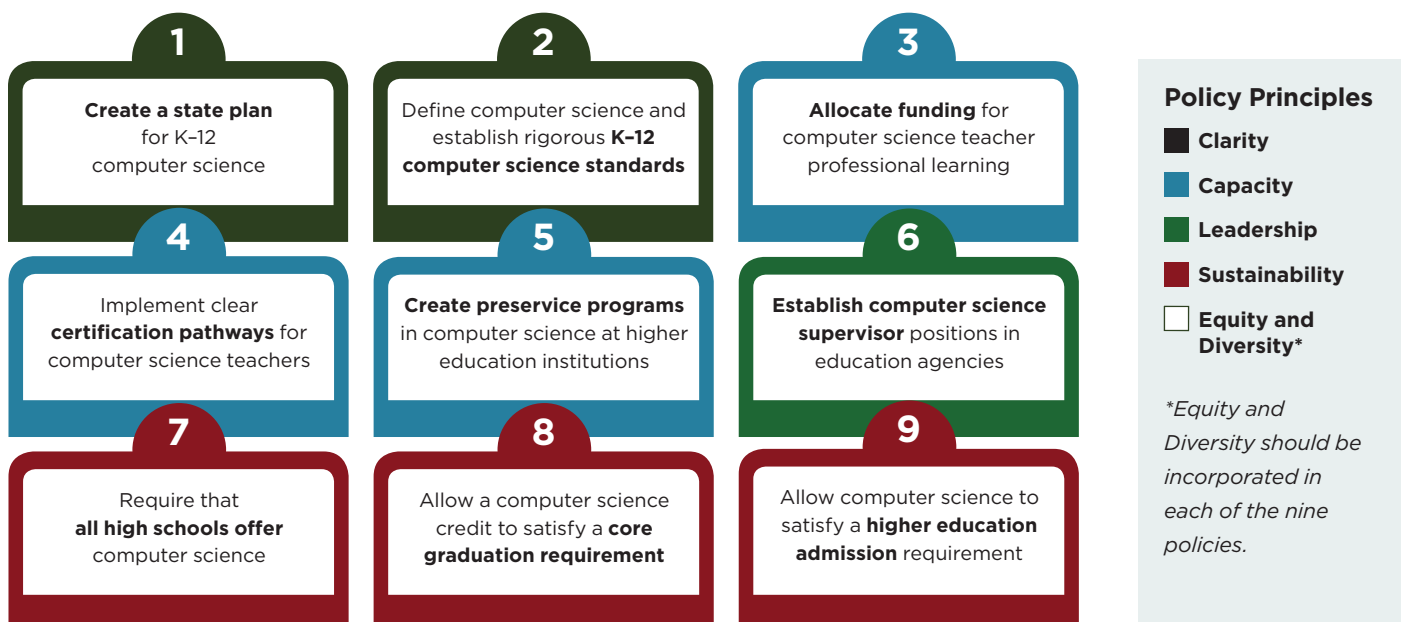 1
Create a state plan
for K–12
computer science
2
Define computer science and
establish rigorous K–12
computer science standards
3
Allocate funding for
computer science teacher
professional learning
4
Implement clear
certification pathways for
computer science teachers
5
Create preservice programs
in computer science at higher
education institutions
6
Establish computer science
supervisor positions in
education agencies
7
Require that
all high schools offer
computer science
8
Allow a computer science
credit to satisfy a core
graduation requirement
9
Allow computer science to
satisfy a higher education
admission requirement
Policy Principles
Clarity
Capacity
Leadership
Sustainability
Equity and
Diversity*
*Equity and
Diversity should be
incorporated in
each of the nine
policies.